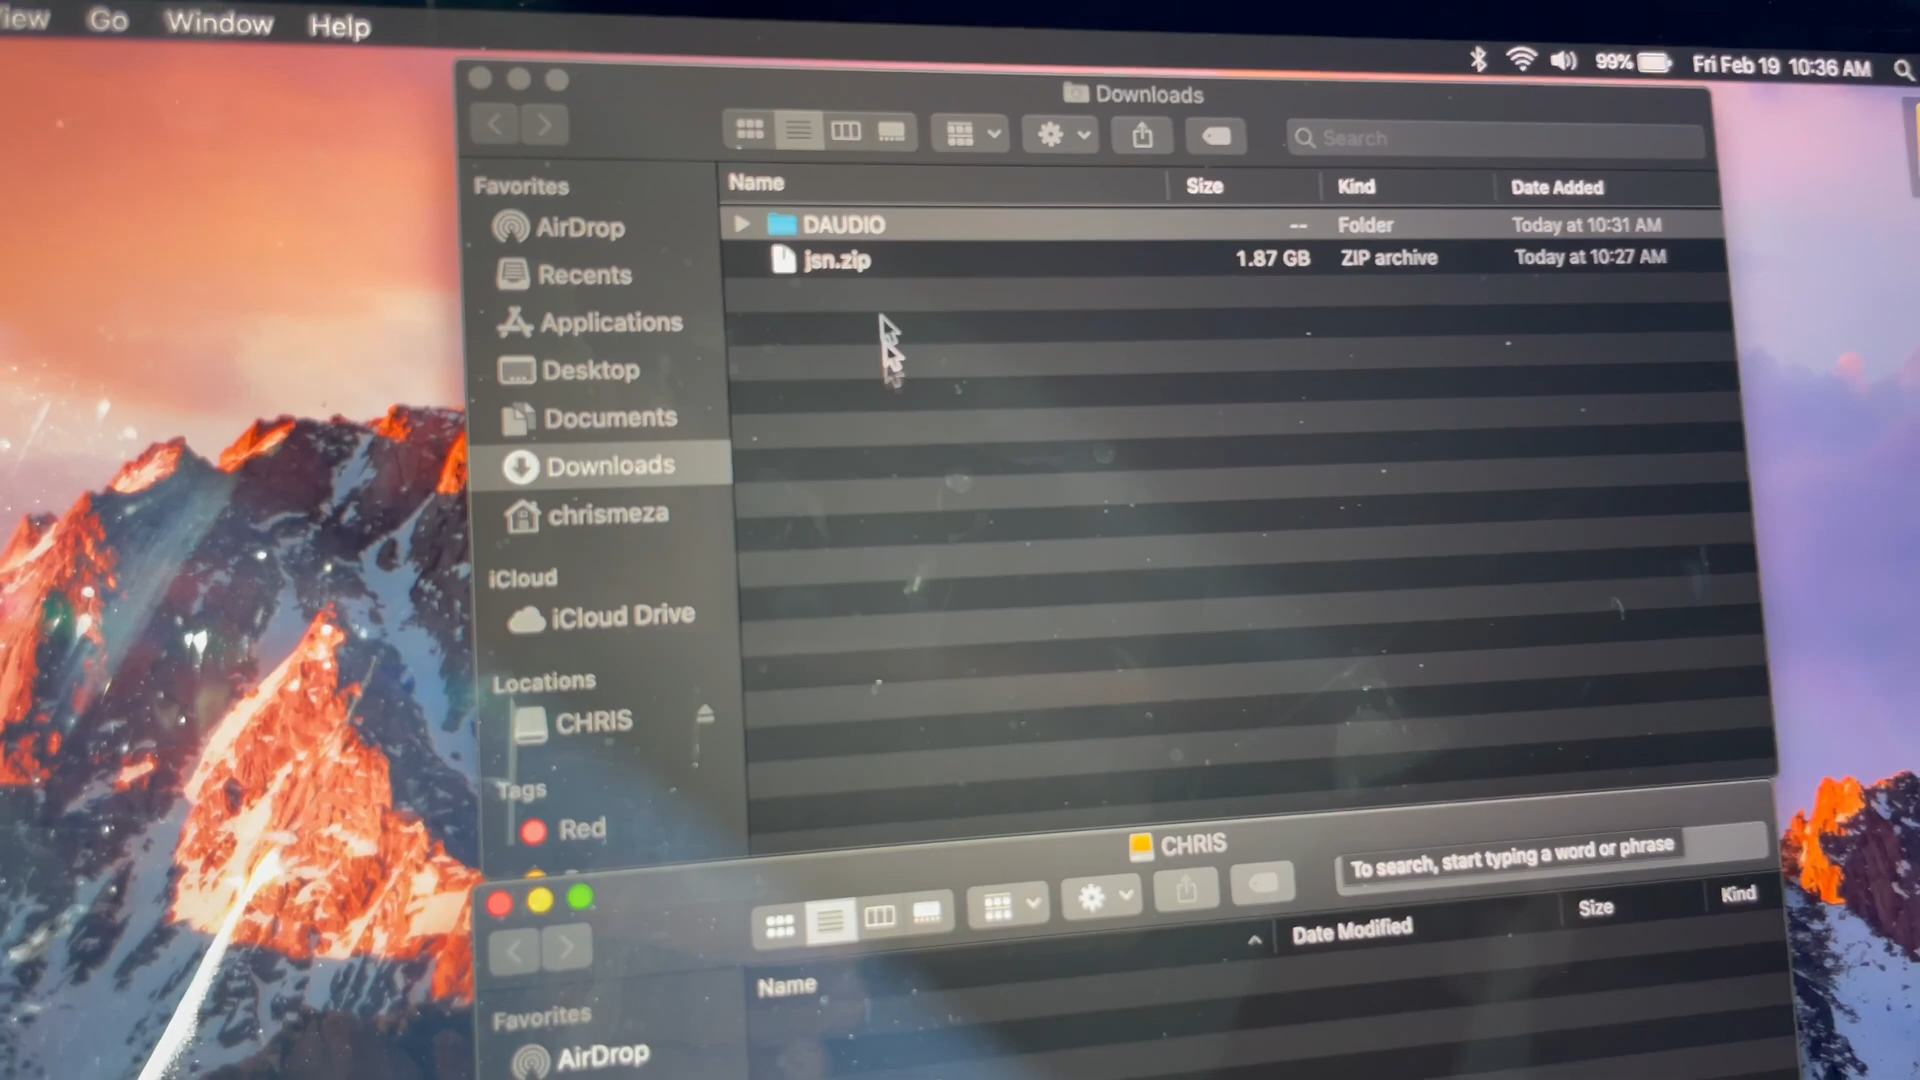 Go Window Help
99% Fri Feb 19 10:36 AM
Downloads
Search
Favorites
AirDrop
Recents
Applications
Desktop
Documents
Downloads
chrismeza
iCloud
iCloud Drive
Locations
CHRIS
Tags
Red
Name Size Kind Date Added
DAUDIO -- Folder Today at 10:31 AM
jsn.zip 1.87 GB ZIP archive Today at 10:27 AM
CHRIS
To search, start typing a word or phrase
Name Date Modified Size Kind
Favorites
AirDrop